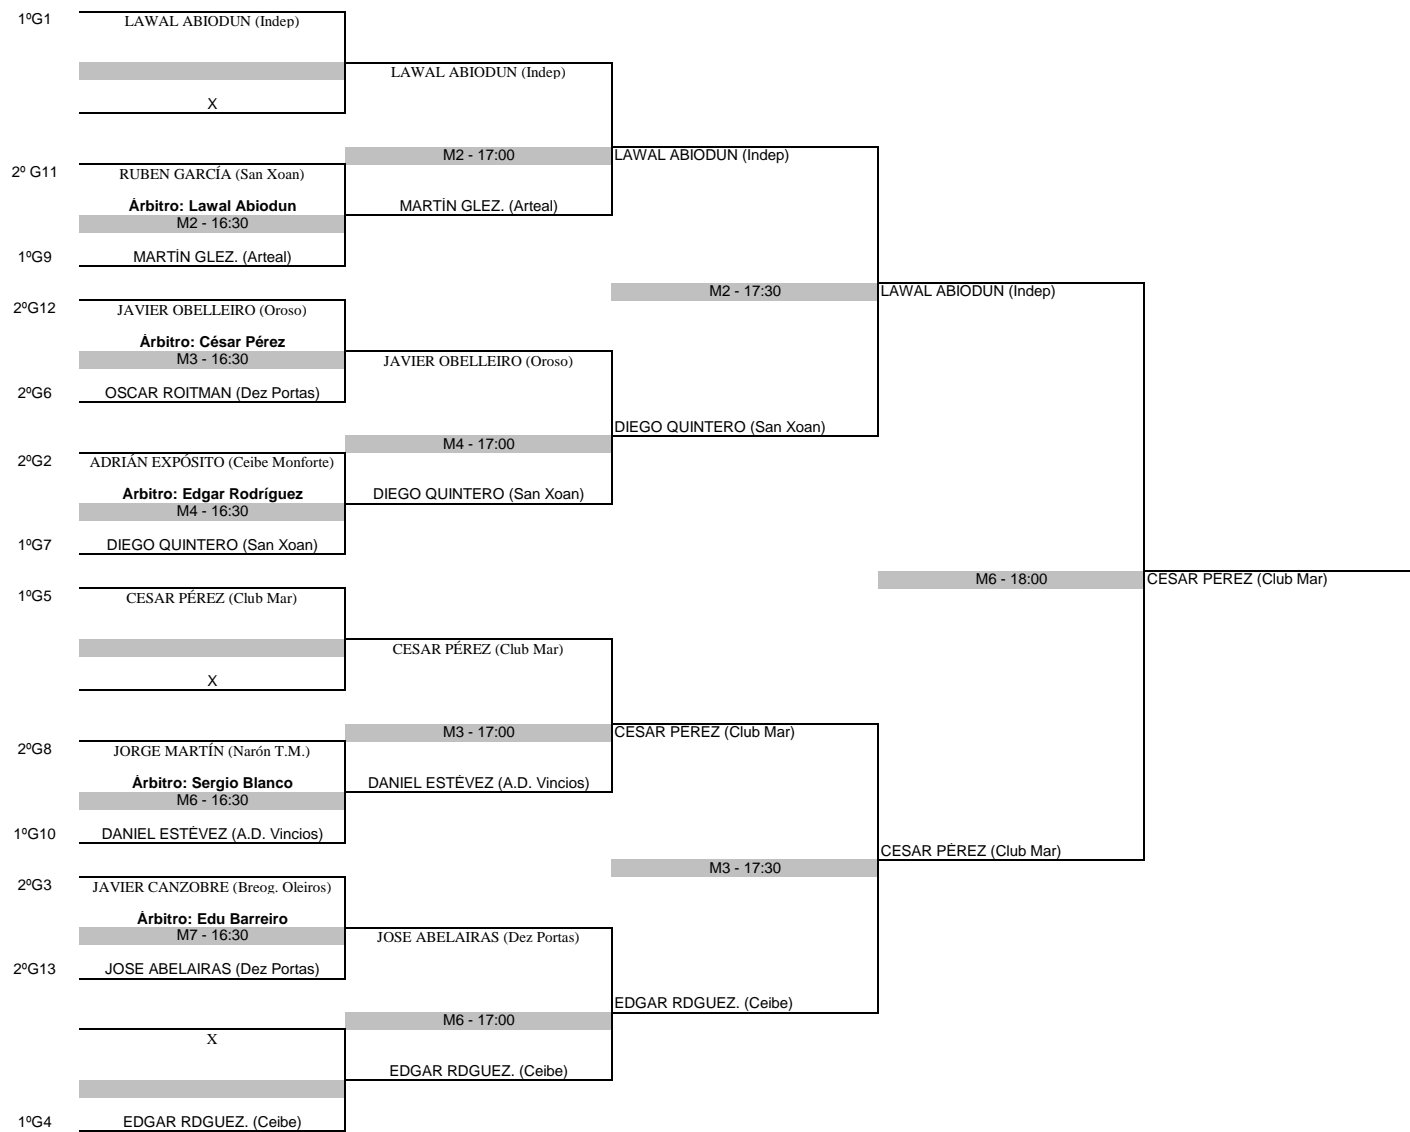 1ºG1
LAWAL ABIODUN (Indep)
LAWAL ABIODUN (Indep)
X
M2 - 17:00
LAWAL ABIODUN (Indep)
2º G11
RUBEN GARCÍA (San Xoan)
Árbitro: Lawal Abiodun
MARTÍN GLEZ. (Arteal)
M2 - 16:30
1ºG9
MARTÍN GLEZ. (Arteal)
M2 - 17:30
LAWAL ABIODUN (Indep)
2ºG12
JAVIER OBELLEIRO (Oroso)
Árbitro: César Pérez
M3 - 16:30
JAVIER OBELLEIRO (Oroso)
2ºG6
OSCAR ROITMAN (Dez Portas)
DIEGO QUINTERO (San Xoan)
M4 - 17:00
2ºG2
ADRIÁN EXPÓSITO (Ceibe Monforte)
Arbitro: Edgar Rodríguez
DIEGO QUINTERO (San Xoan)
M4 - 16:30
1ºG7
DIEGO QUINTERO (San Xoan)
M6 - 18:00
CESAR PÉREZ (Club Mar)
1ºG5
CESAR PÉREZ (Club Mar)
CESAR PÉREZ (Club Mar)
X
M3 - 17:00
CESAR PÉREZ (Club Mar)
2ºG8
JORGE MARTÍN (Narón T.M.)
Árbitro: Sergio Blanco
DANIEL ESTÉVEZ (A.D. Vincios)
M6 - 16:30
1ºG10
DANIEL ESTÉVEZ (A.D. Vincios)
CESAR PÉREZ (Club Mar)
M3 - 17:30
2ºG3
JAVIER CANZOBRE (Breog. Oleiros)
Árbitro: Edu Barreiro
M7 - 16:30
JOSE ABELAIRAS (Dez Portas)
2ºG13
JOSE ABELAIRAS (Dez Portas)
EDGAR RDGUEZ. (Ceibe)
M6 - 17:00
X
EDGAR RDGUEZ. (Ceibe)
1ºG4
EDGAR RDGUEZ. (Ceibe)